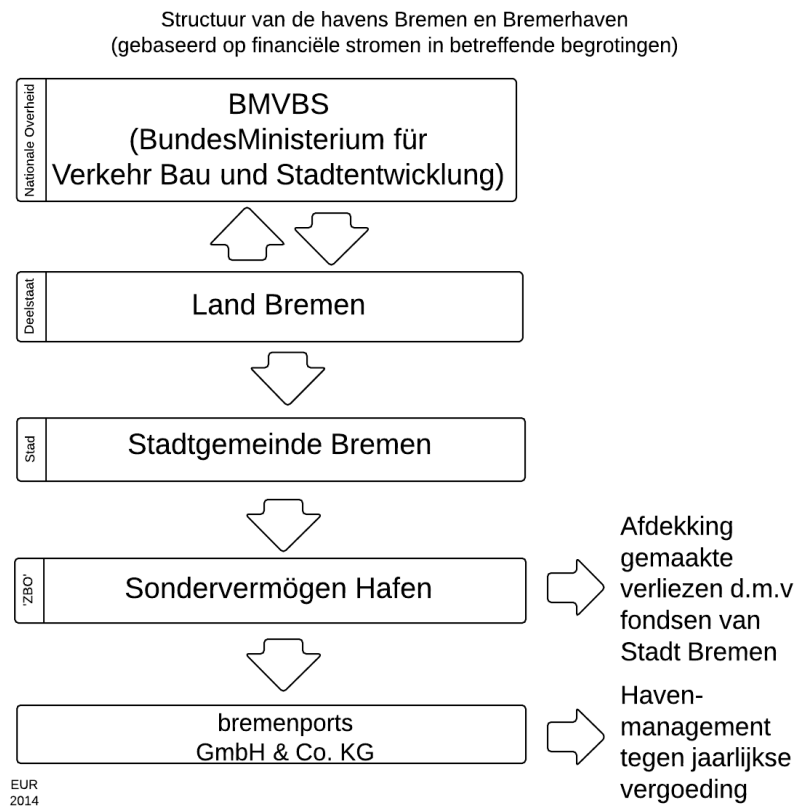 Structuur van de havens Bremen en Bremerhaven
(gebaseerd op financiële stromen in betreffende begrotingen)
Nationale Overheid
BMVBS
(BundesMinisterium für
Verkehr Bau und Stadtentwicklung)
Deelstaat
Land Bremen
Stad
Stadtgemeinde Bremen
'ZBO'
Sondervermögen Hafen
Afdekking
gemaakte
verliezen d.m.v
fondsen van
Stadt Bremen
bremenports
GmbH & Co. KG
Haven-
management
tegen jaarlijkse
vergoeding
EUR
2014